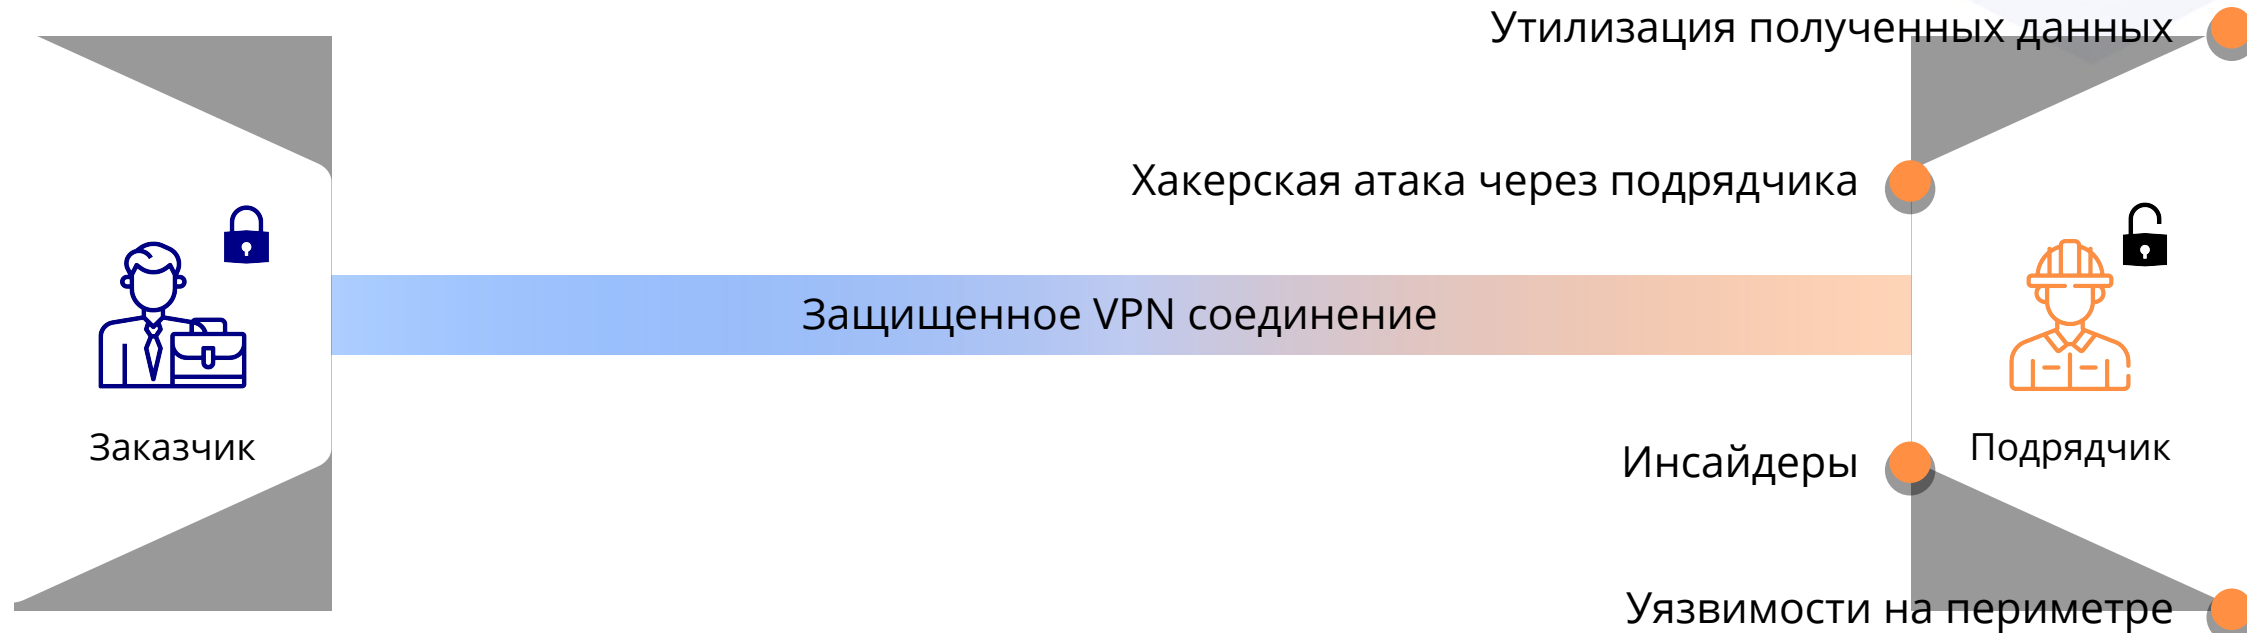 Утилизация полученных данных
Хакерская атака через подрядчика
Защищенное VPN соединение
Заказчик
Подрядчик
Инсайдеры
Уязвимости на периметре